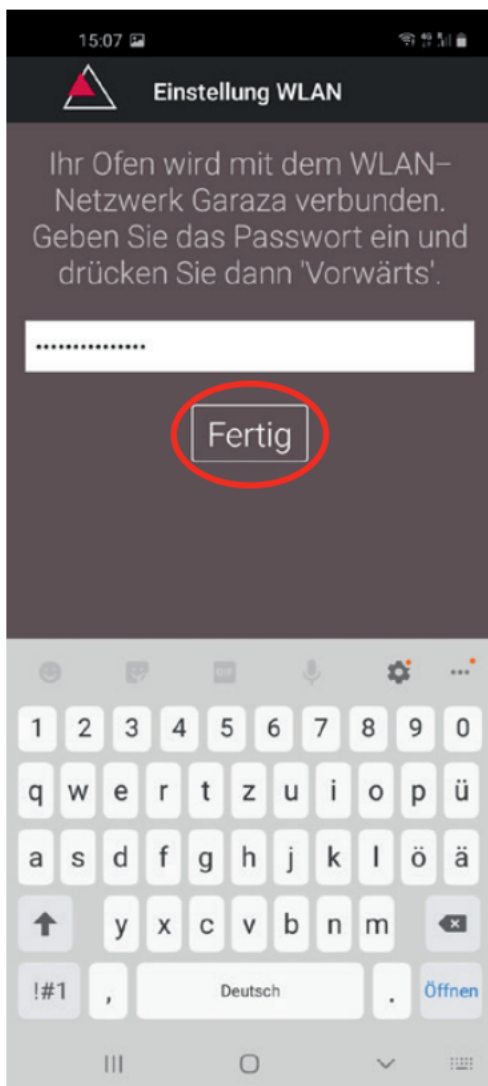 15:07
Einstellung WLAN
Ihr Ofen wird mit dem WLAN–
Netzwerk Garaza verbunden.
Geben Sie das Passwort ein und
drücken Sie dann 'Vorwärts'.
•••••••••••••••
Fertig
GIF
1 2 3 4 5 6 7 8 9 0
q w e r t z u i o p ü
a s d f g h j k l ö ä
y x c v b n m
!#1 , Deutsch . Öffnen